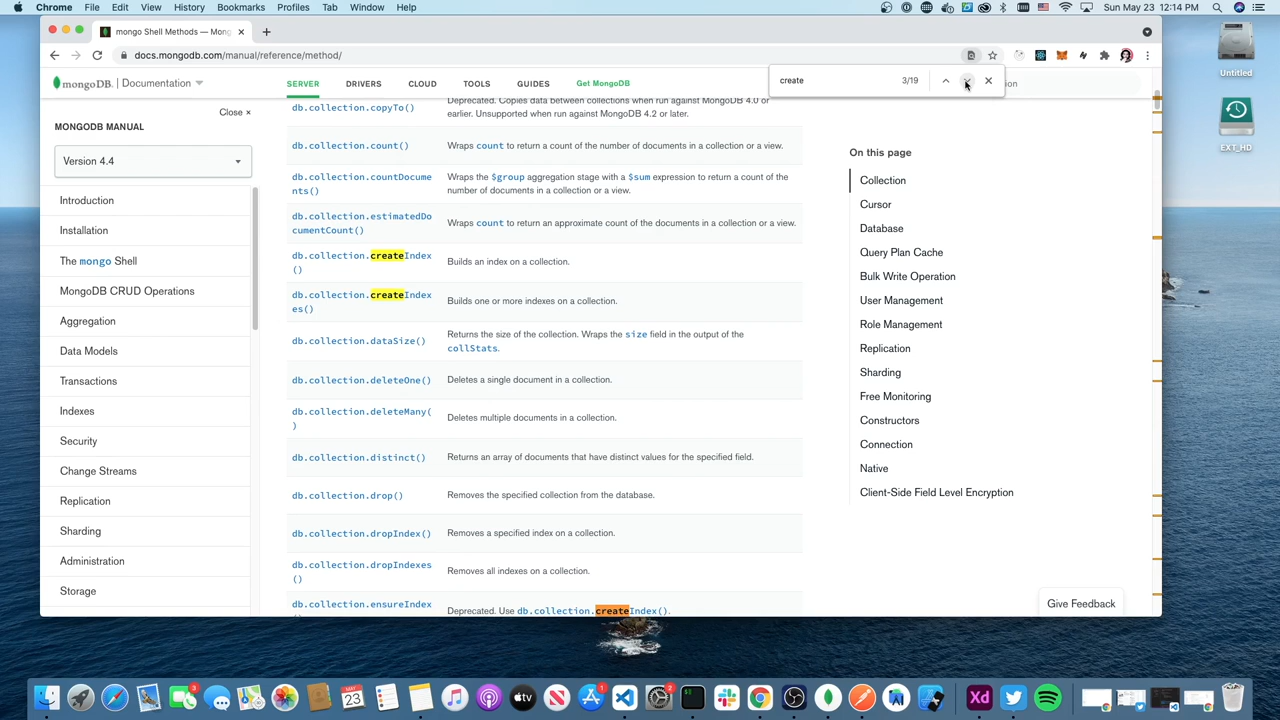 Chrome File Edit View History Bookmarks Profiles Tab Window Help
Sun May 23 12:14 PM
mongo Shell Methods — Mong
docs.mongodb.com/manual/reference/method/
create 3/19
mongoDB. Documentation
SERVER DRIVERS CLOUD TOOLS GUIDES Get MongoDB
Close ×
MONGODB MANUAL
Version 4.4
Introduction
Installation
The mongo Shell
MongoDB CRUD Operations
Aggregation
Data Models
Transactions
Indexes
Security
Change Streams
Replication
Sharding
Administration
Storage
db.collection.copyTo()
Deprecated. Copies data between collections when run against MongoDB 4.0 or
earlier. Unsupported when run against MongoDB 4.2 or later.
db.collection.count()
Wraps count to return a count of the number of documents in a collection or a view.
db.collection.countDocume
nts()
Wraps the $group aggregation stage with a $sum expression to return a count of the
number of documents in a collection or a view.
db.collection.estimatedDo
cumentCount()
Wraps count to return an approximate count of the documents in a collection or a view.
db.collection.createIndex
()
Builds an index on a collection.
db.collection.createIndex
es()
Builds one or more indexes on a collection.
db.collection.dataSize()
Returns the size of the collection. Wraps the size field in the output of the
collStats.
db.collection.deleteOne()
Deletes a single document in a collection.
db.collection.deleteMany(
)
Deletes multiple documents in a collection.
db.collection.distinct()
Returns an array of documents that have distinct values for the specified field.
db.collection.drop()
Removes the specified collection from the database.
db.collection.dropIndex()
Removes a specified index on a collection.
db.collection.dropIndexes
()
Removes all indexes on a collection.
db.collection.ensureIndex
Deprecated. Use db.collection.createIndex().
On this page
Collection
Cursor
Database
Query Plan Cache
Bulk Write Operation
User Management
Role Management
Replication
Sharding
Free Monitoring
Constructors
Connection
Native
Client-Side Field Level Encryption
Give Feedback
Untitled
EXT_HD
MAY
23
3
1
2
tv
Xd